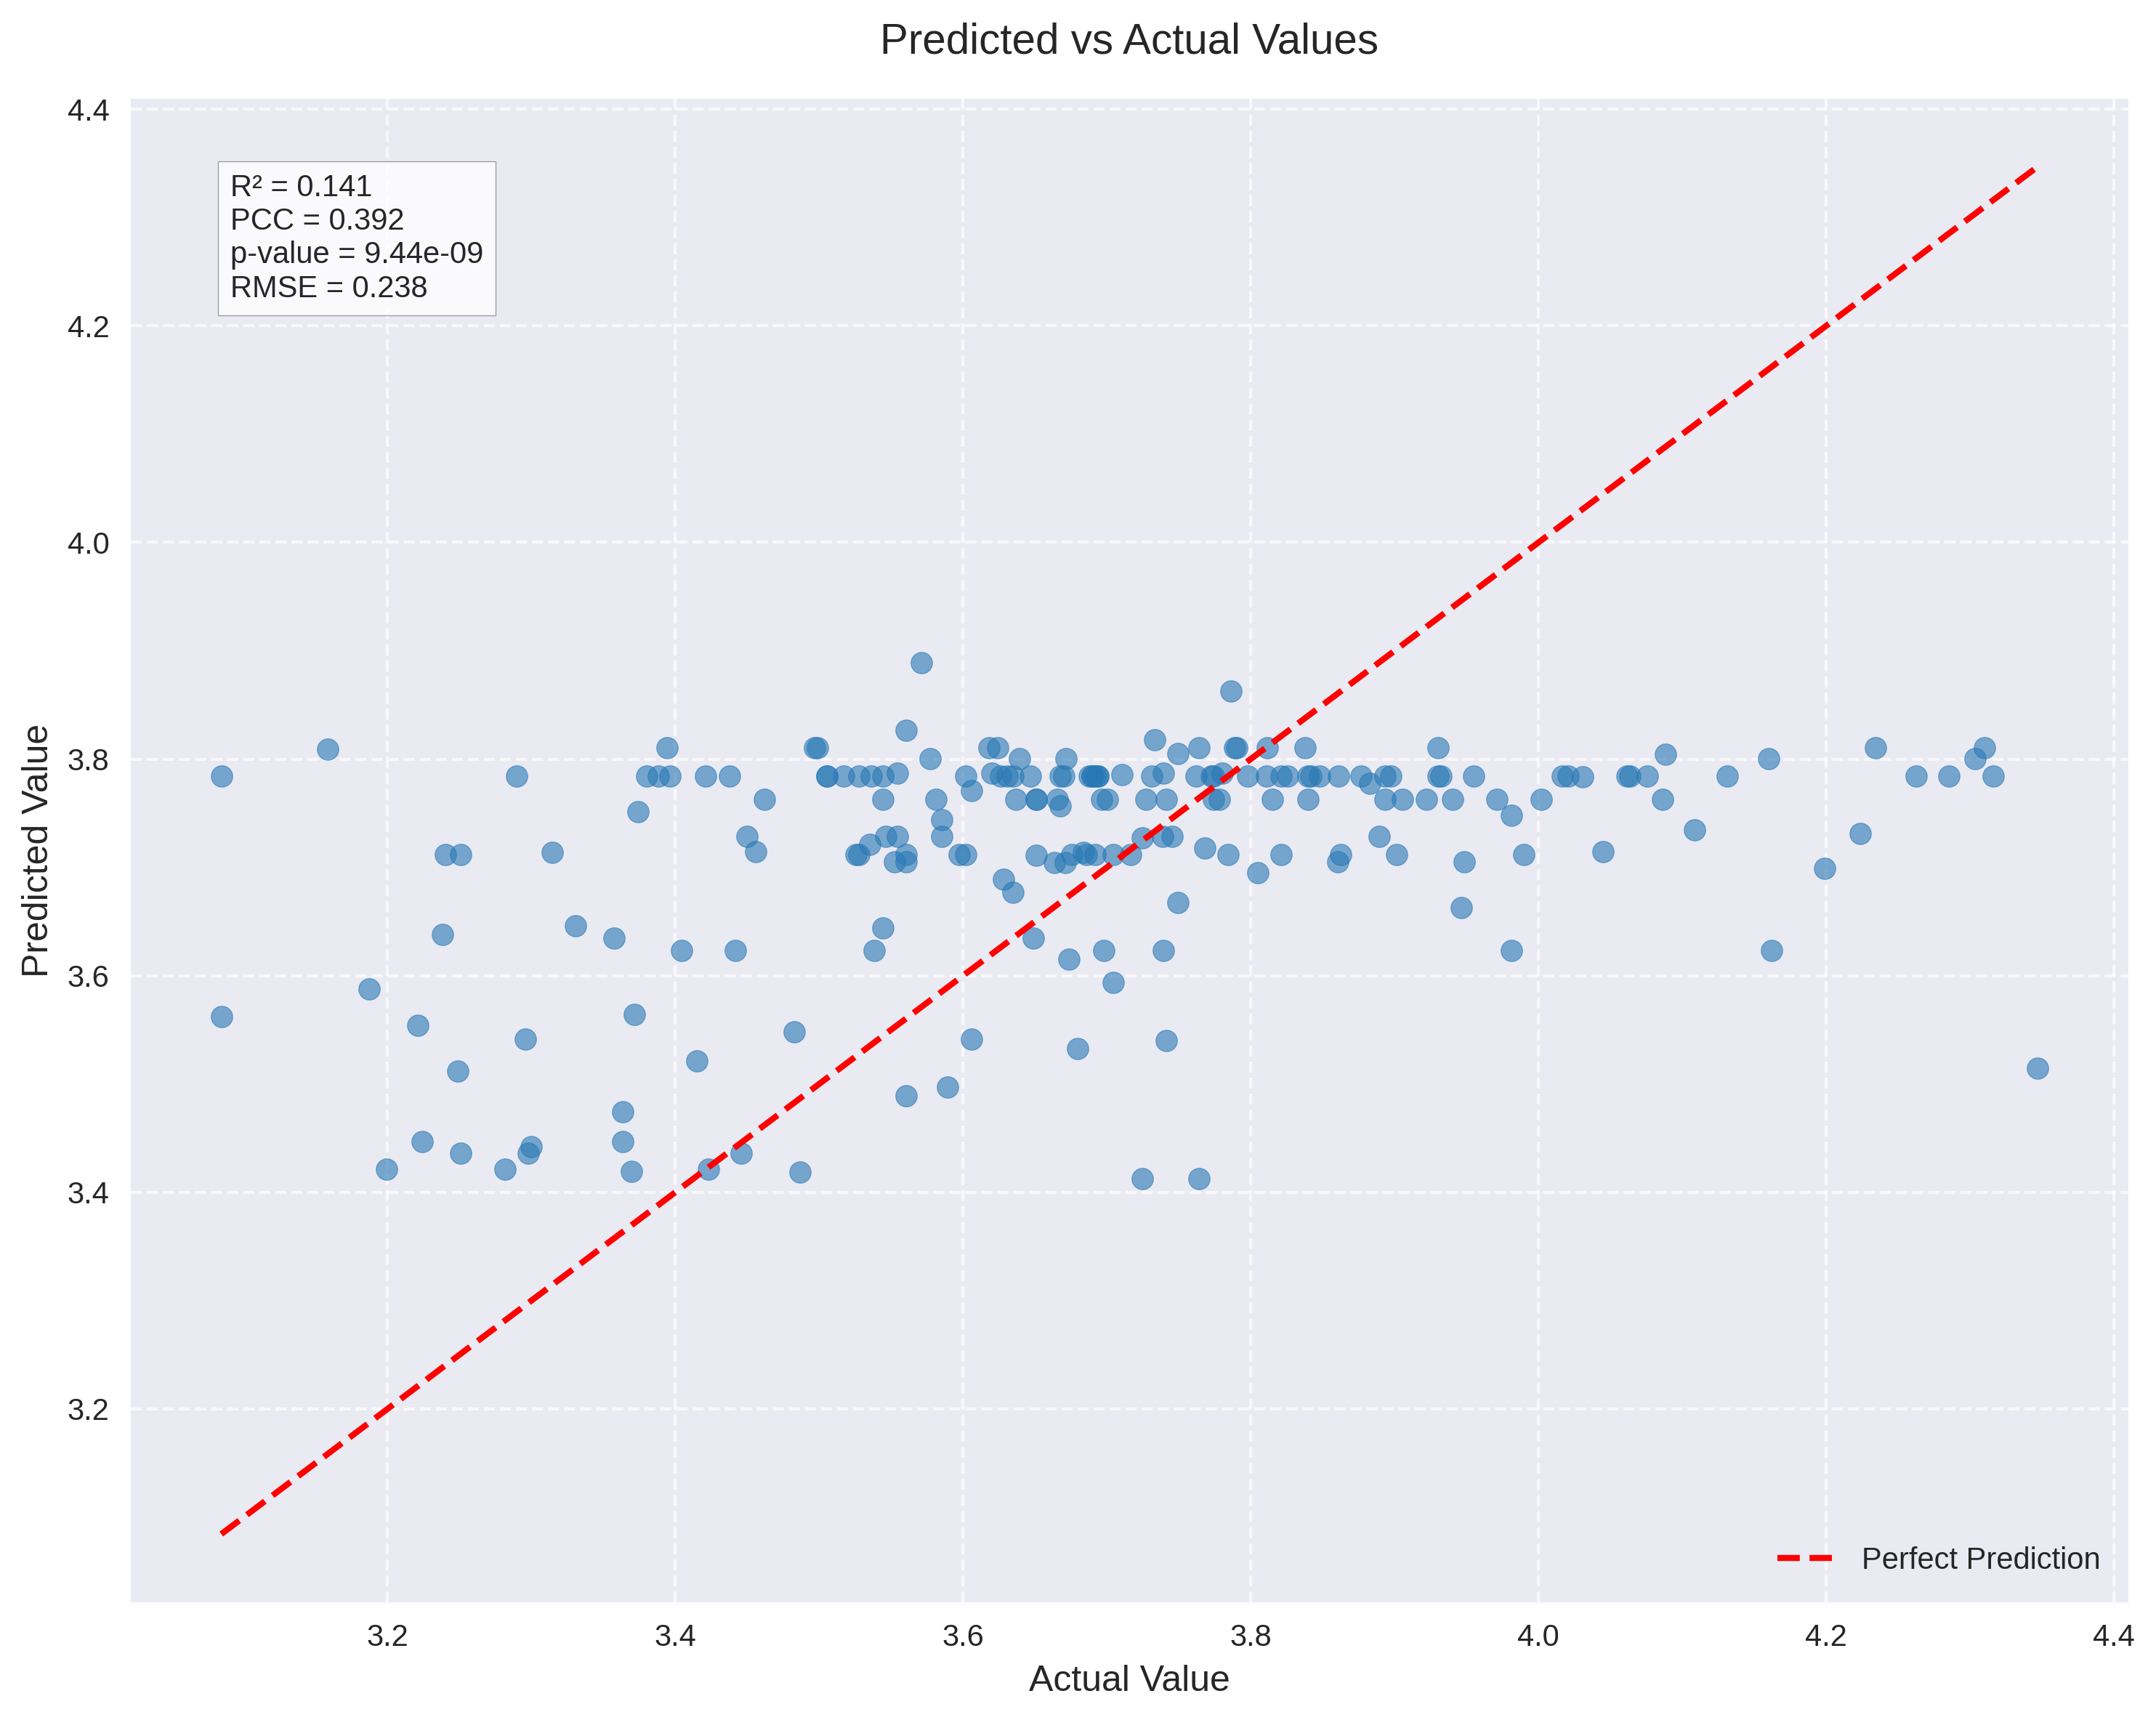 Predicted vs Actual Values
4.4
4.2
4.0
3.8
3.6
3.4
3.2
Predicted Value
R² = 0.141
PCC = 0.392
p-value = 9.44e-09
RMSE = 0.238
Perfect Prediction
3.2 3.4 3.6 3.8 4.0 4.2 4.4
Actual Value